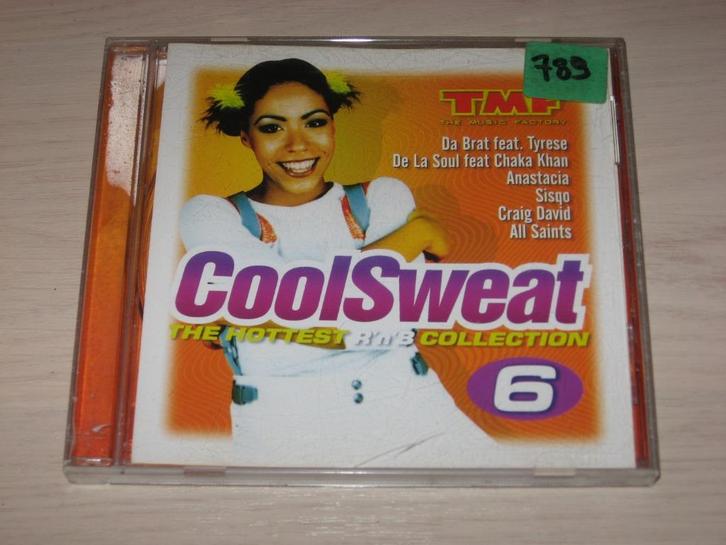 789
TMF
THE MUSIC FACTORY
Da Brat feat. Tyrese
De La Soul feat Chaka Khan
Anastacia
Sisqo
Craig David
All Saints
CoolSweat
THE HOTTEST R'n'B COLLECTION
6